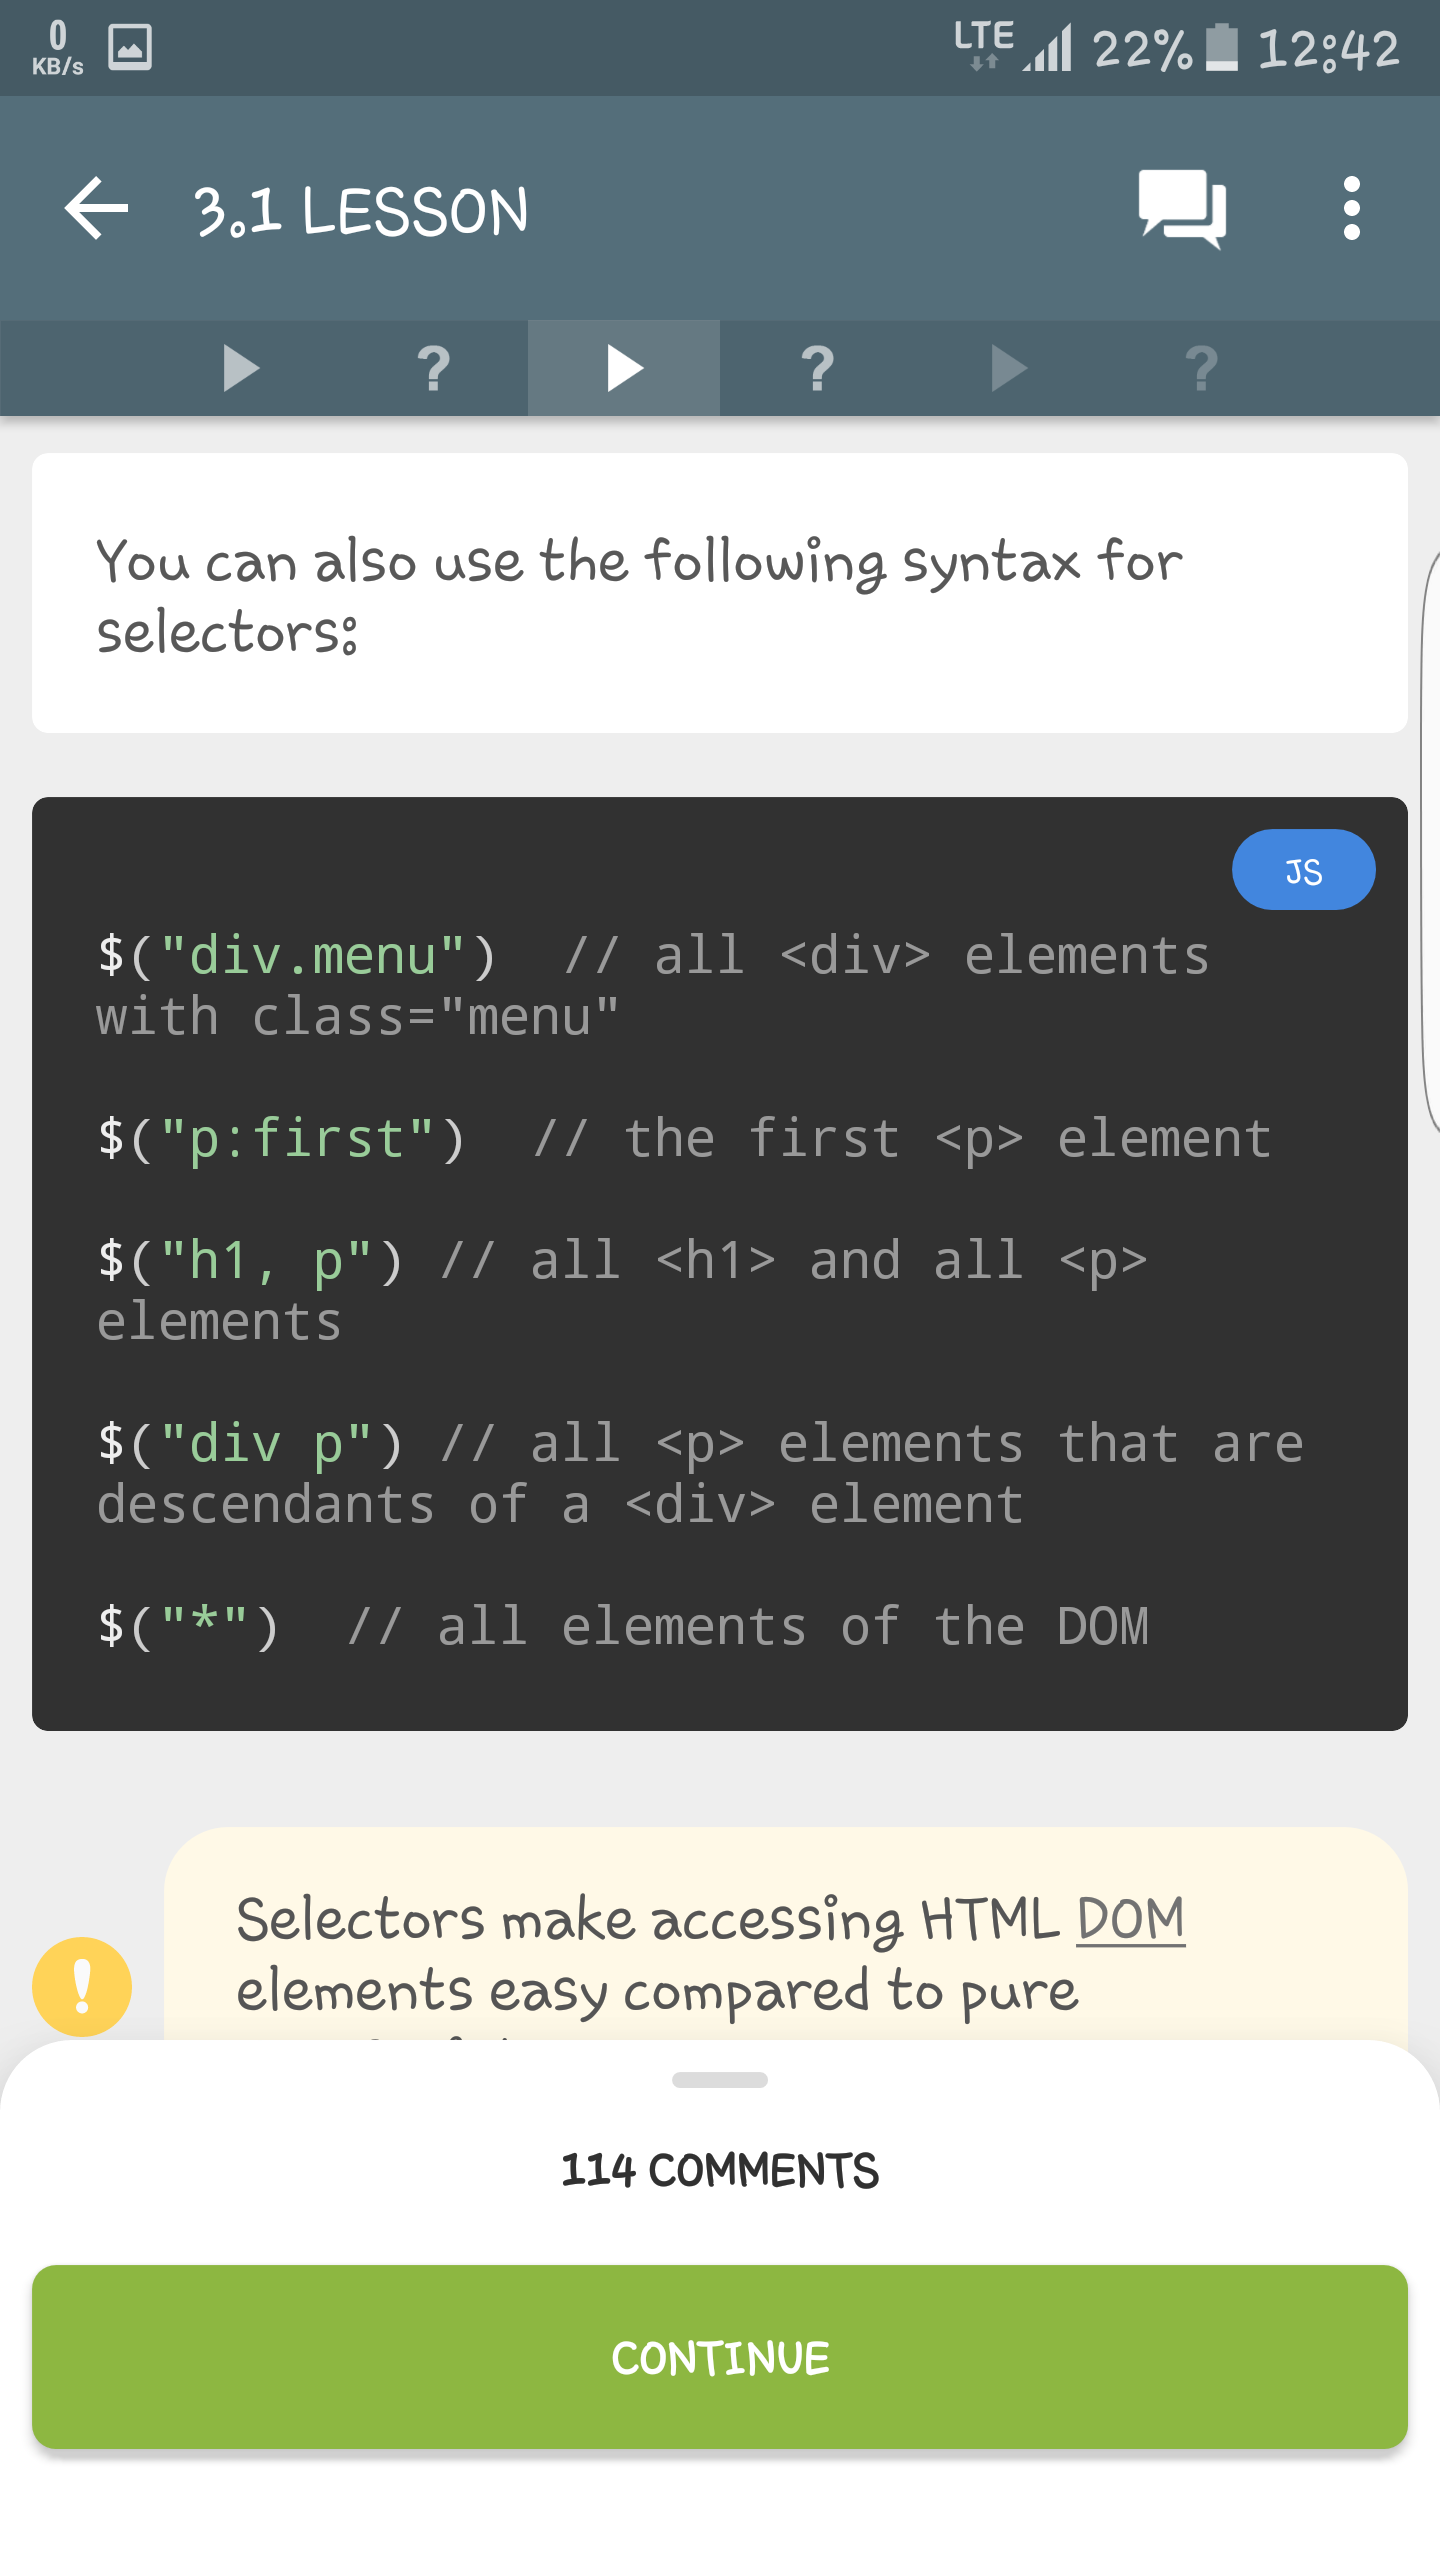 0
KB/s
LTE
22%
12:42
3.1 LESSON
?
?
?
You can also use the following syntax for
selectors:
JS
$("div.menu")  // all <div> elements
with class="menu"
$("p:first")  // the first <p> element
$("h1, p") // all <h1> and all <p>
elements
$("div p") // all <p> elements that are
descendants of a <div> element
$("*")  // all elements of the DOM
!
Selectors make accessing HTML DOM
elements easy compared to pure
114 COMMENTS
CONTINUE